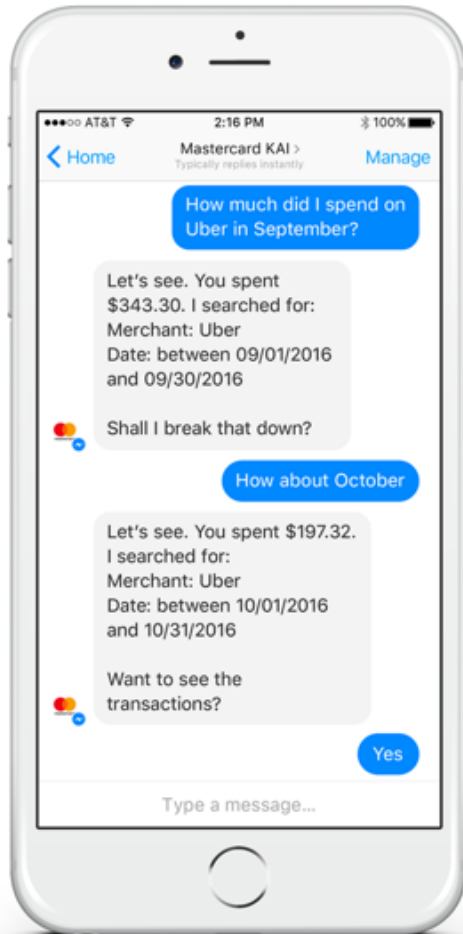 AT&T 2:16 PM 100%
Home Mastercard KAI > Manage
Typically replies instantly
How much did I spend on
Uber in September?
Let's see. You spent
$343.30. I searched for:
Merchant: Uber
Date: between 09/01/2016
and 09/30/2016
Shall I break that down?
How about October
Let's see. You spent $197.32.
I searched for:
Merchant: Uber
Date: between 10/01/2016
and 10/31/2016
Want to see the
transactions?
Yes
Type a message...